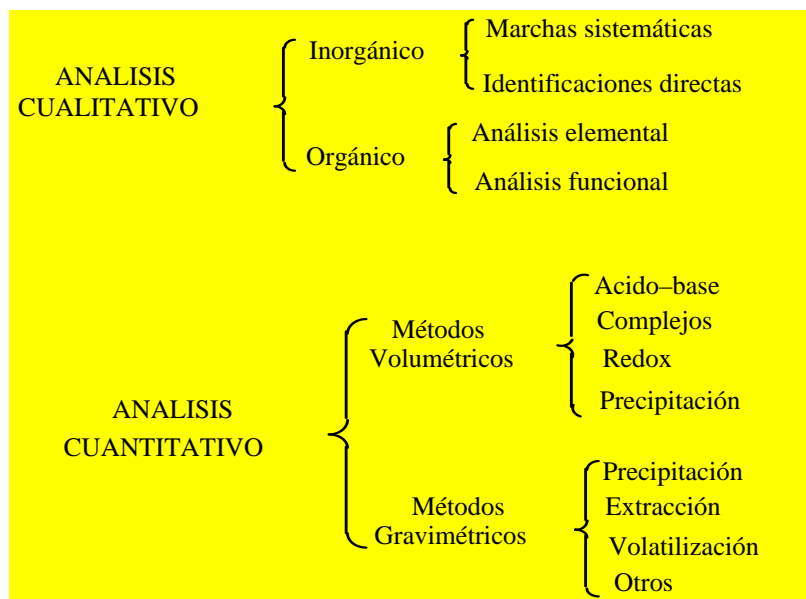 ANALISIS
CUALITATIVO
Inorgánico
Marchas sistemáticas
Identificaciones directas
Orgánico
Análisis elemental
Análisis funcional
ANALISIS
CUANTITATIVO
Métodos
Volumétricos
Acido–base
Complejos
Redox
Precipitación
Métodos
Gravimétricos
Precipitación
Extracción
Volatilización
Otros